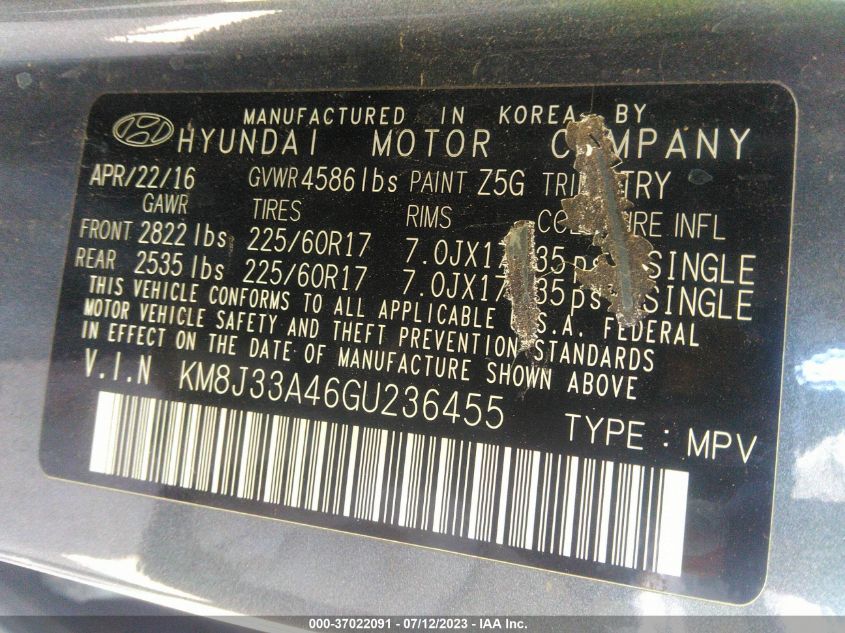 MANUFACTURED IN KOREA BY
HYUNDAI MOTOR COMPANY
APR/22/16 GVWR 4586 lbs PAINT Z5G TRI
GAWR TIRES RIMS INFL
FRONT 2822 lbs 225/60R17 7.0JX17 35 SINGLE
REAR 2535 lbs 225/60R17 7.0JX17 35 SINGLE
THIS VEHICLE CONFORMS TO ALL APPLICABLE U.S.A. FEDERAL
MOTOR VEHICLE SAFETY AND THEFT PREVENTION STANDARDS
IN EFFECT ON THE DATE OF MANUFACTURE SHOWN ABOVE
V.I.N KM8J33A46GU236455
TYPE : MPV
000-37022091 - 07/12/2023 - IAA Inc.